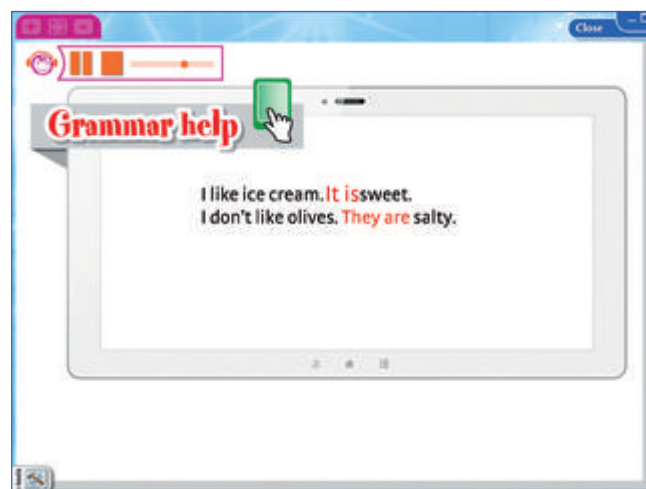 Close
Grammar help
I like ice cream.It issweet.
I don't like olives. They are salty.